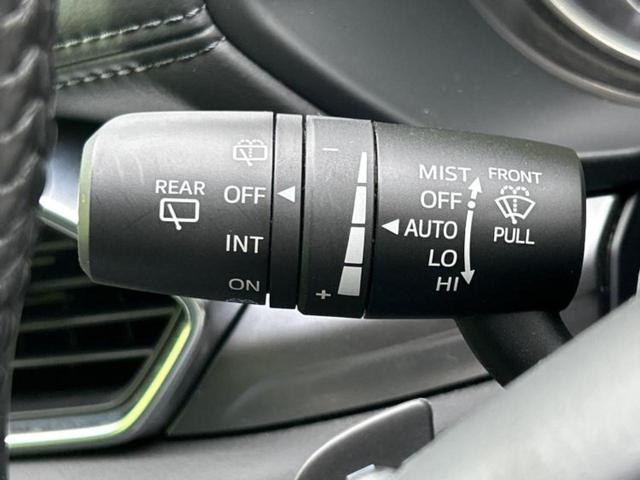 REAR
OFF
INT
ON
−
+
MIST
OFF
AUTO
LO
HI
FRONT
PULL